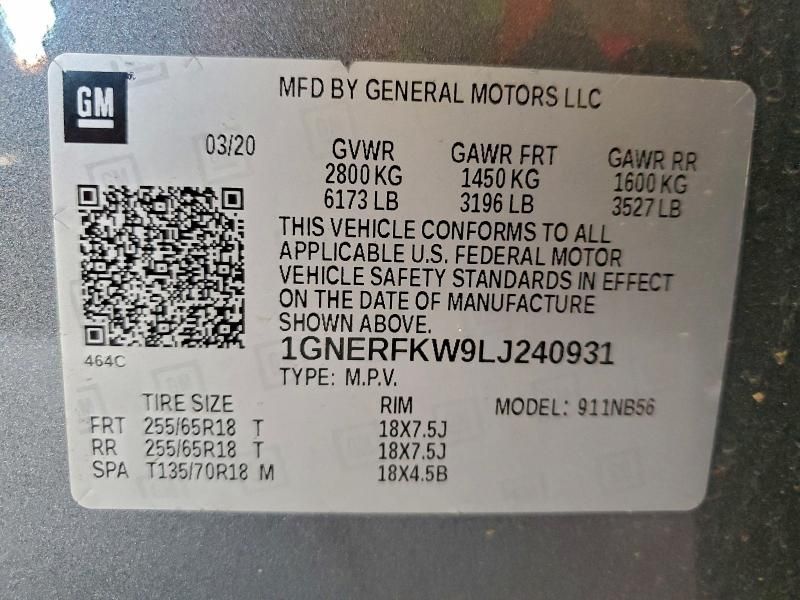 GM
MFD BY GENERAL MOTORS LLC
03/20
GVWR GAWR FRT GAWR RR
2800 KG 1450 KG 1600 KG
6173 LB 3196 LB 3527 LB
THIS VEHICLE CONFORMS TO ALL
APPLICABLE U.S. FEDERAL MOTOR
VEHICLE SAFETY STANDARDS IN EFFECT
ON THE DATE OF MANUFACTURE
SHOWN ABOVE.
464C
1GNERFKW9LJ240931
TYPE: M.P.V.
TIRE SIZE RIM MODEL: 911NB56
FRT 255/65R18 T 18X7.5J
RR 255/65R18 T 18X7.5J
SPA T135/70R18 M 18X4.5B